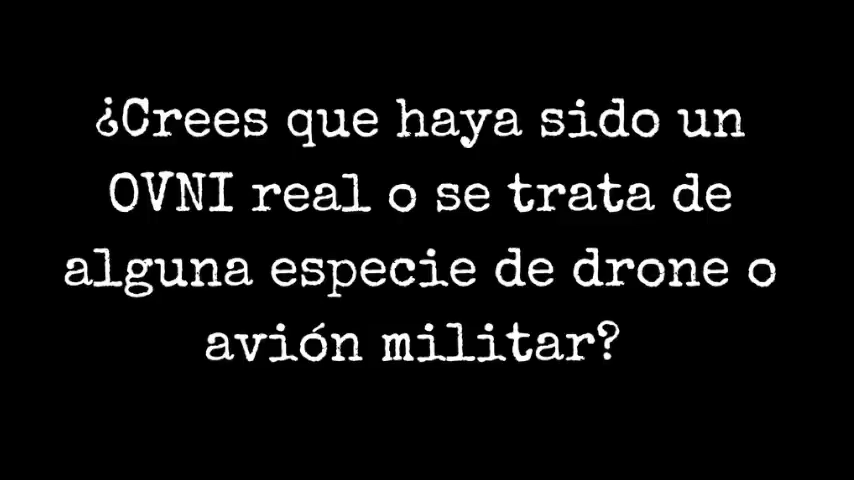 ¿Crees que haya sido un
OVNI real o se trata de
alguna especie de drone o
avión militar?